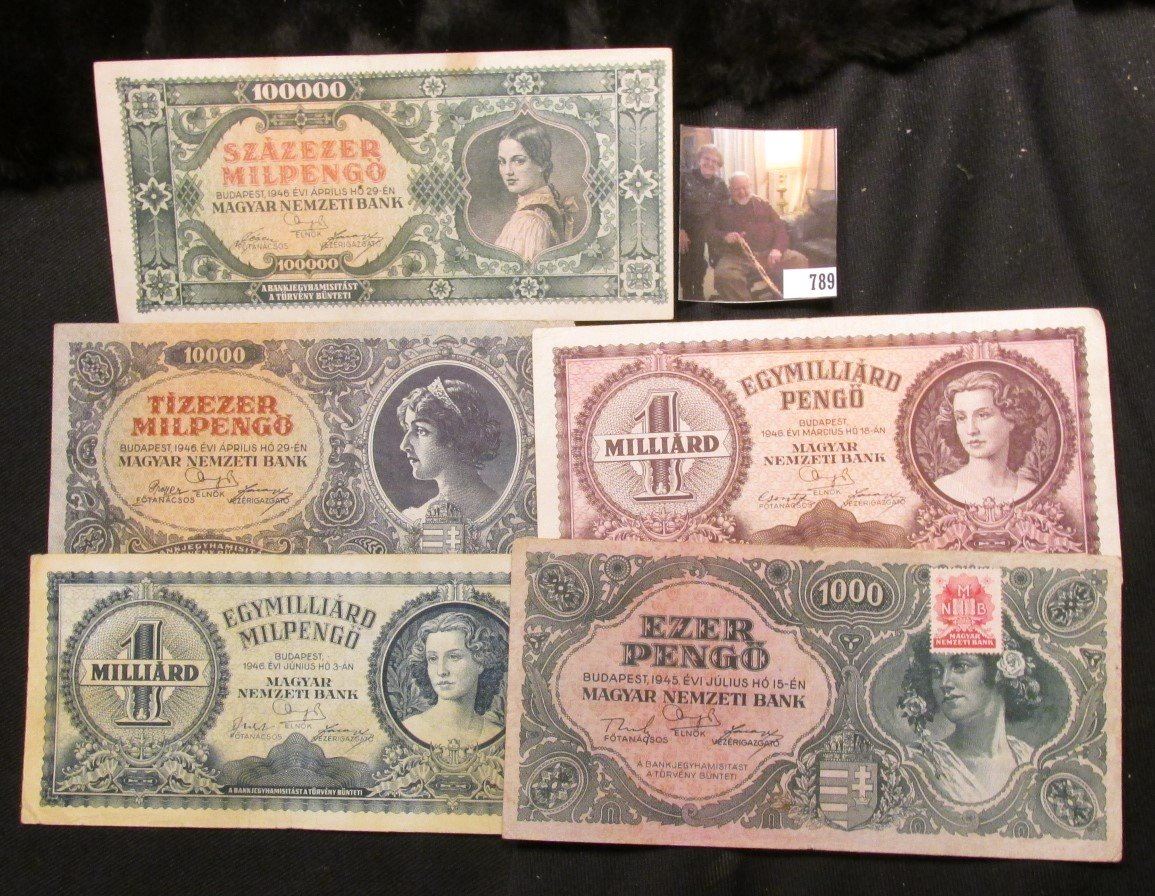 100000
SZÁZEZER
MILPENGŐ
BUDAPEST, 1946. ÉVI ÁPRILIS HÓ 29-ÉN
MAGYAR NEMZETI BANK
FŐTANÁCSOS ELNÖK VEZÉRIGAZGATÓ
100000
A BANKJEGYHAMISITÁST
A TÖRVÉNY BÜNTETI
789
10000
TÍZEZER
MILPENGŐ
BUDAPEST, 1946. ÉVI ÁPRILIS HÓ 29-ÉN
MAGYAR NEMZETI BANK
FŐTANÁCSOS ELNÖK VEZÉRIGAZGATÓ
A BANKJEGYHAMISITÁS
1
MILLIÁRD
EGYMILLIÁRD
PENGŐ
BUDAPEST,
1946. ÉVI MÁRCIUS HÓ 18-ÁN
MAGYAR
NEMZETI BANK
FŐTANÁCSOS ELNÖK VEZÉRIGAZGATÓ
1
MILLIÁRD
EGYMILLIÁRD
MILPENGŐ
BUDAPEST,
1946. ÉVI JÚNIUS HÓ 3-ÁN
MAGYAR
NEMZETI BANK
FŐTANÁCSOS ELNÖK VEZÉRIGAZGATÓ
A BANKJEGYHAMISITÁST A TÖRVÉNY BÜNTETI
1000
EZER
PENGŐ
BUDAPEST, 1945. ÉVI JÚLIUS HÓ 15-ÉN
MAGYAR NEMZETI BANK
FŐTANÁCSOS ELNÖK VEZÉRIGAZGATÓ
A BANKJEGYHAMISITÁST
A TÖRVÉNY BÜNTETI
M
N B
MAGYAR
NEMZETI BANK